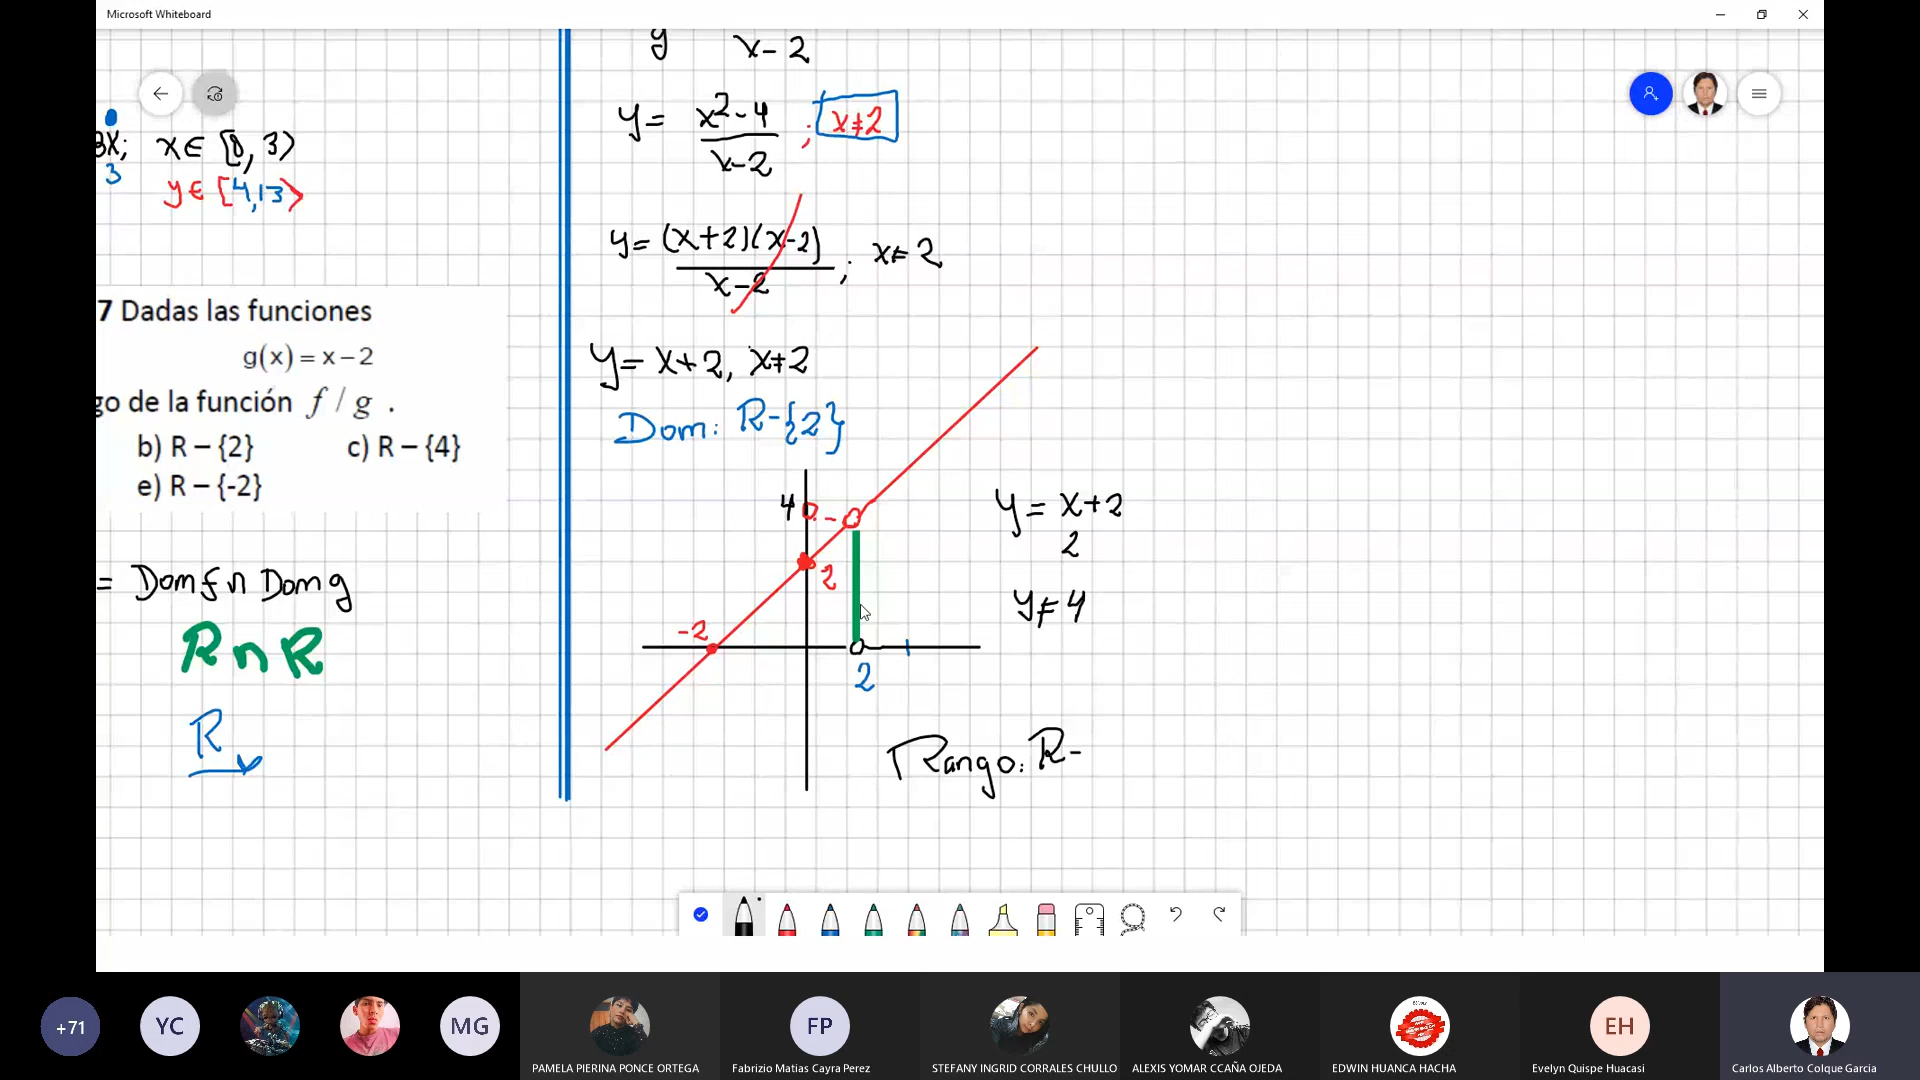 Microsoft Whiteboard
3X; x ∈ [0, 3⟩
3
y ∈ [4,13⟩
7 Dadas las funciones
g(x) = x – 2
go de la función f / g .
b) R – {2} c) R – {4}
e) R – {-2}
= Dom f ∩ Dom g
R ∩ R
R
y x - 2
y = x² - 4 / x - 2 ; x ≠ 2
y = (x+2)(x-2) / x - 2 ; x ≠ 2
y = x+2, x ≠ 2
Dom: R - {2}
4
2
-2
2
y = x+2
2
y ≠ 4
Rango: R -
+71
YC
MG
PAMELA PIERINA PONCE ORTEGA
FP
Fabrizio Matias Cayra Perez
STEFANY INGRID CORRALES CHULLO
ALEXIS YOMAR CCAÑA OJEDA
EDWIN HUANCA HACHA
EH
Evelyn Quispe Huacasi
Carlos Alberto Colque Garcia